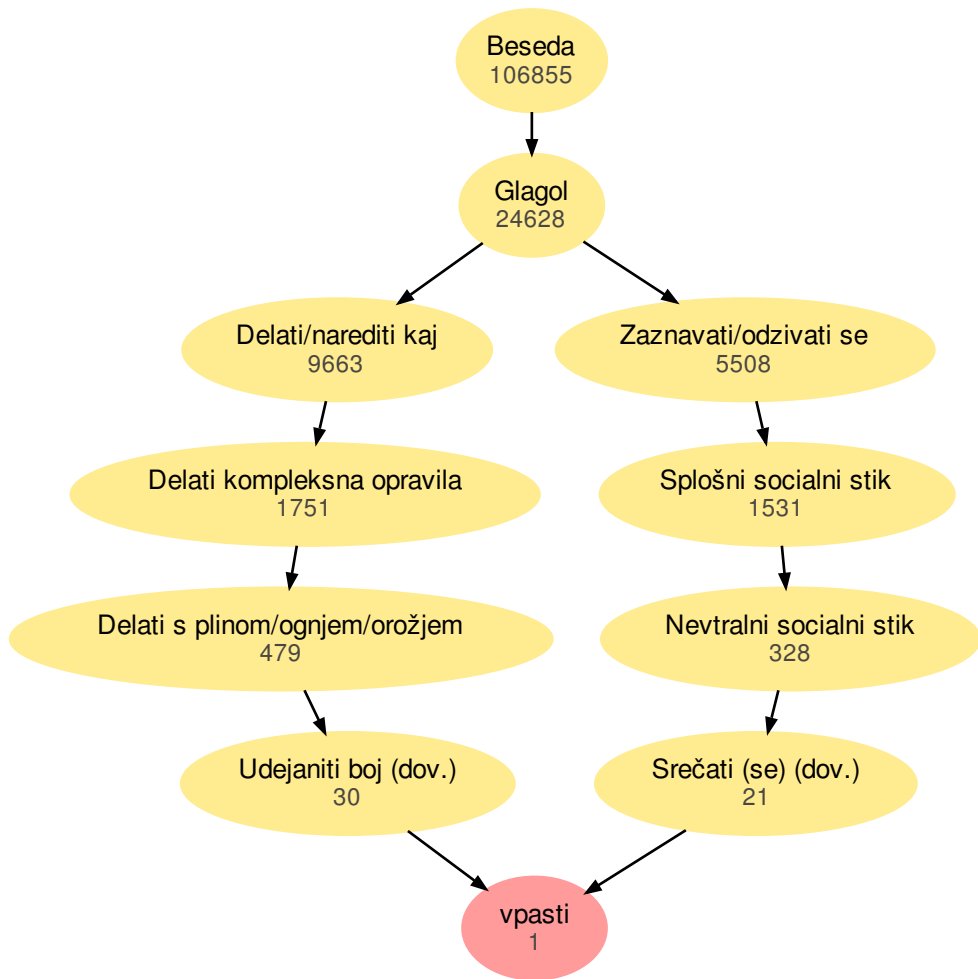 Beseda
106855
Glagol
24628
Delati/narediti kaj
9663
Zaznavati/odzivati se
5508
Delati kompleksna opravila
1751
Splošni socialni stik
1531
Delati s plinom/ognjem/orožjem
479
Nevtralni socialni stik
328
Udejaniti boj (dov.)
30
Srečati (se) (dov.)
21
vpasti
1